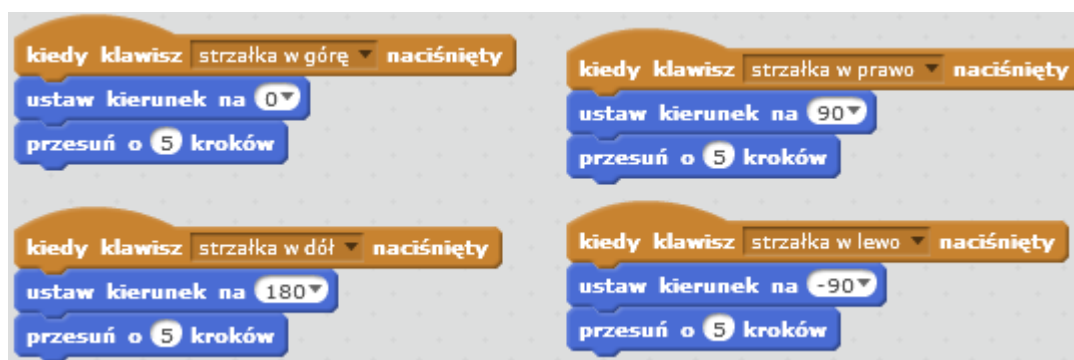 kiedy klawisz strzałka w górę naciśnięty
ustaw kierunek na 0
przesuń o 5 kroków
kiedy klawisz strzałka w prawo naciśnięty
ustaw kierunek na 90
przesuń o 5 kroków
kiedy klawisz strzałka w dół naciśnięty
ustaw kierunek na 180
przesuń o 5 kroków
kiedy klawisz strzałka w lewo naciśnięty
ustaw kierunek na -90
przesuń o 5 kroków